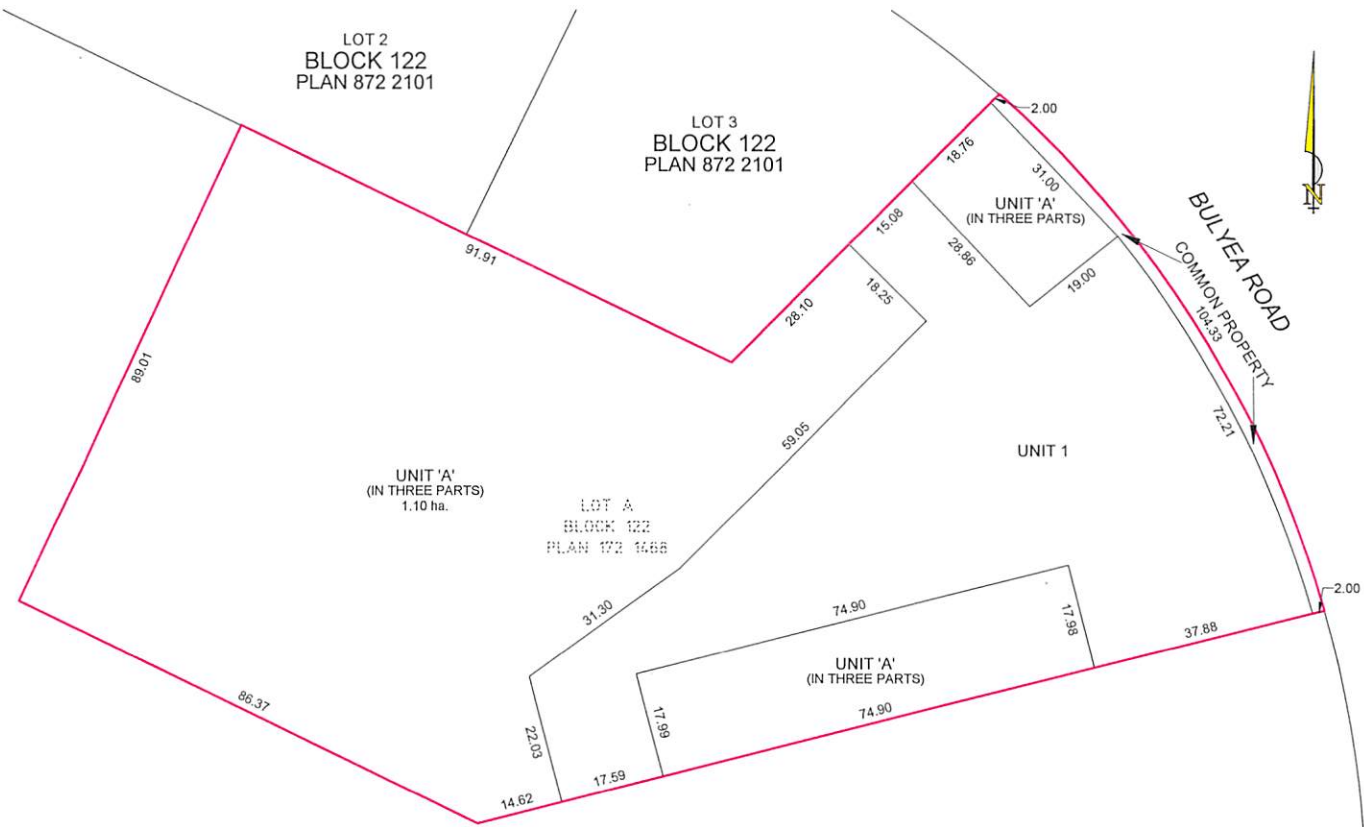 LOT 2
BLOCK 122
PLAN 872 2101
LOT 3
BLOCK 122
PLAN 872 2101
2.00
18.76
31.00
UNIT 'A'
(IN THREE PARTS)
N
BULYEA ROAD
COMMON PROPERTY
104.33
15.08
28.86
19.00
91.91
18.25
28.10
89.01
59.05
72.21
UNIT 1
UNIT 'A'
(IN THREE PARTS)
1.10 ha.
LOT A
BLOCK 122
PLAN 172 1468
2.00
31.30
74.90
17.98
37.88
UNIT 'A'
(IN THREE PARTS)
86.37
74.90
22.03
17.99
17.59
14.62